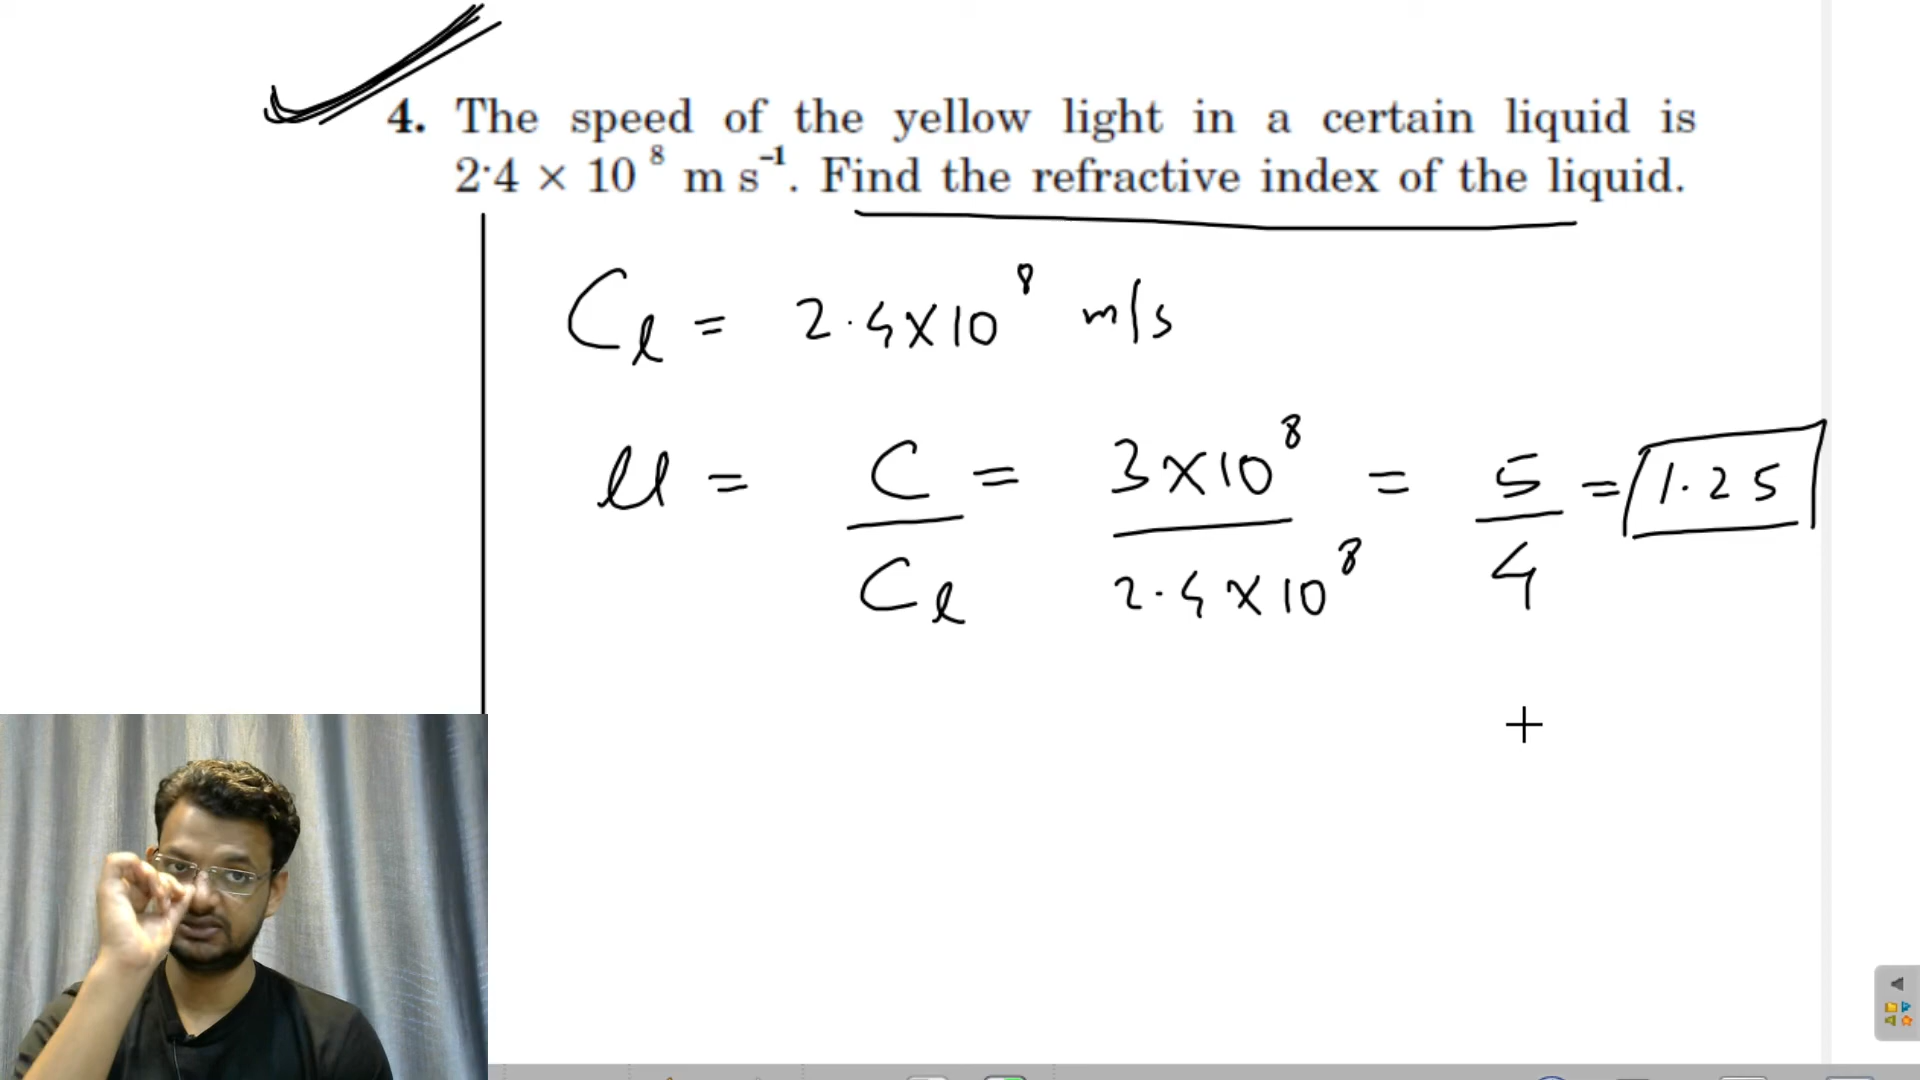 4. The speed of the yellow light in a certain liquid is
2·4 × 10⁸ m s⁻¹. Find the refractive index of the liquid.
Cₗ = 2.4×10⁸ m/s
μ = C/Cₗ = 3×10⁸/2.4×10⁸ = 5/4 = 1.25
+